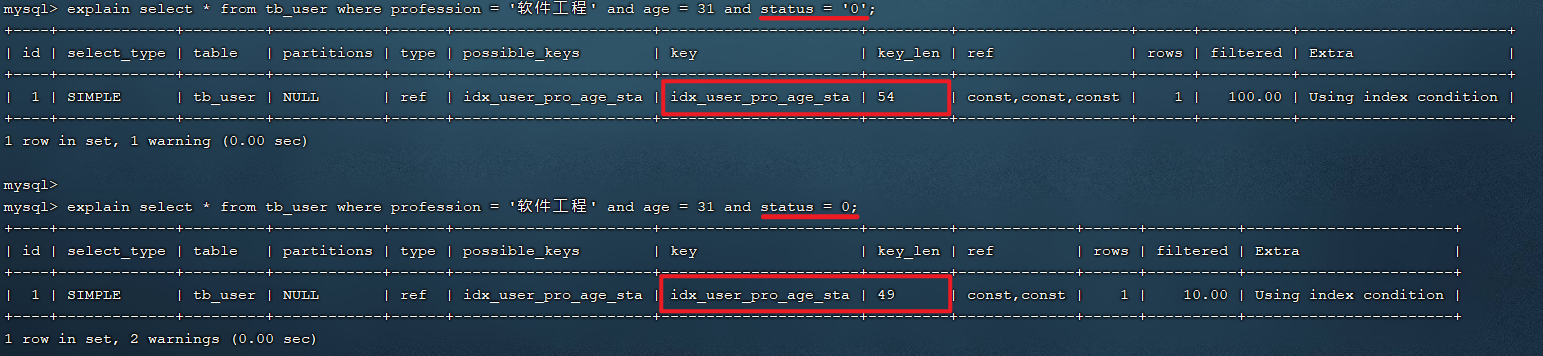 mysql> explain select * from tb_user where profession = '软件工程' and age = 31 and status = '0';
+----+-------------+---------+------------+------+----------------------+----------------------+---------+-------------------+------+----------+-----------------------+
| id | select_type | table | partitions | type | possible_keys | key | key_len | ref | rows | filtered | Extra |
+----+-------------+---------+------------+------+----------------------+----------------------+---------+-------------------+------+----------+-----------------------+
| 1 | SIMPLE | tb_user | NULL | ref | idx_user_pro_age_sta | idx_user_pro_age_sta | 54 | const,const,const | 1 | 100.00 | Using index condition |
+----+-------------+---------+------------+------+----------------------+----------------------+---------+-------------------+------+----------+-----------------------+
1 row in set, 1 warning (0.00 sec)
mysql>
mysql> explain select * from tb_user where profession = '软件工程' and age = 31 and status = 0;
+----+-------------+---------+------------+------+----------------------+----------------------+---------+-------------+------+----------+-----------------------+
| id | select_type | table | partitions | type | possible_keys | key | key_len | ref | rows | filtered | Extra |
+----+-------------+---------+------------+------+----------------------+----------------------+---------+-------------+------+----------+-----------------------+
| 1 | SIMPLE | tb_user | NULL | ref | idx_user_pro_age_sta | idx_user_pro_age_sta | 49 | const,const | 1 | 10.00 | Using index condition |
+----+-------------+---------+------------+------+----------------------+----------------------+---------+-------------+------+----------+-----------------------+
1 row in set, 2 warnings (0.00 sec)